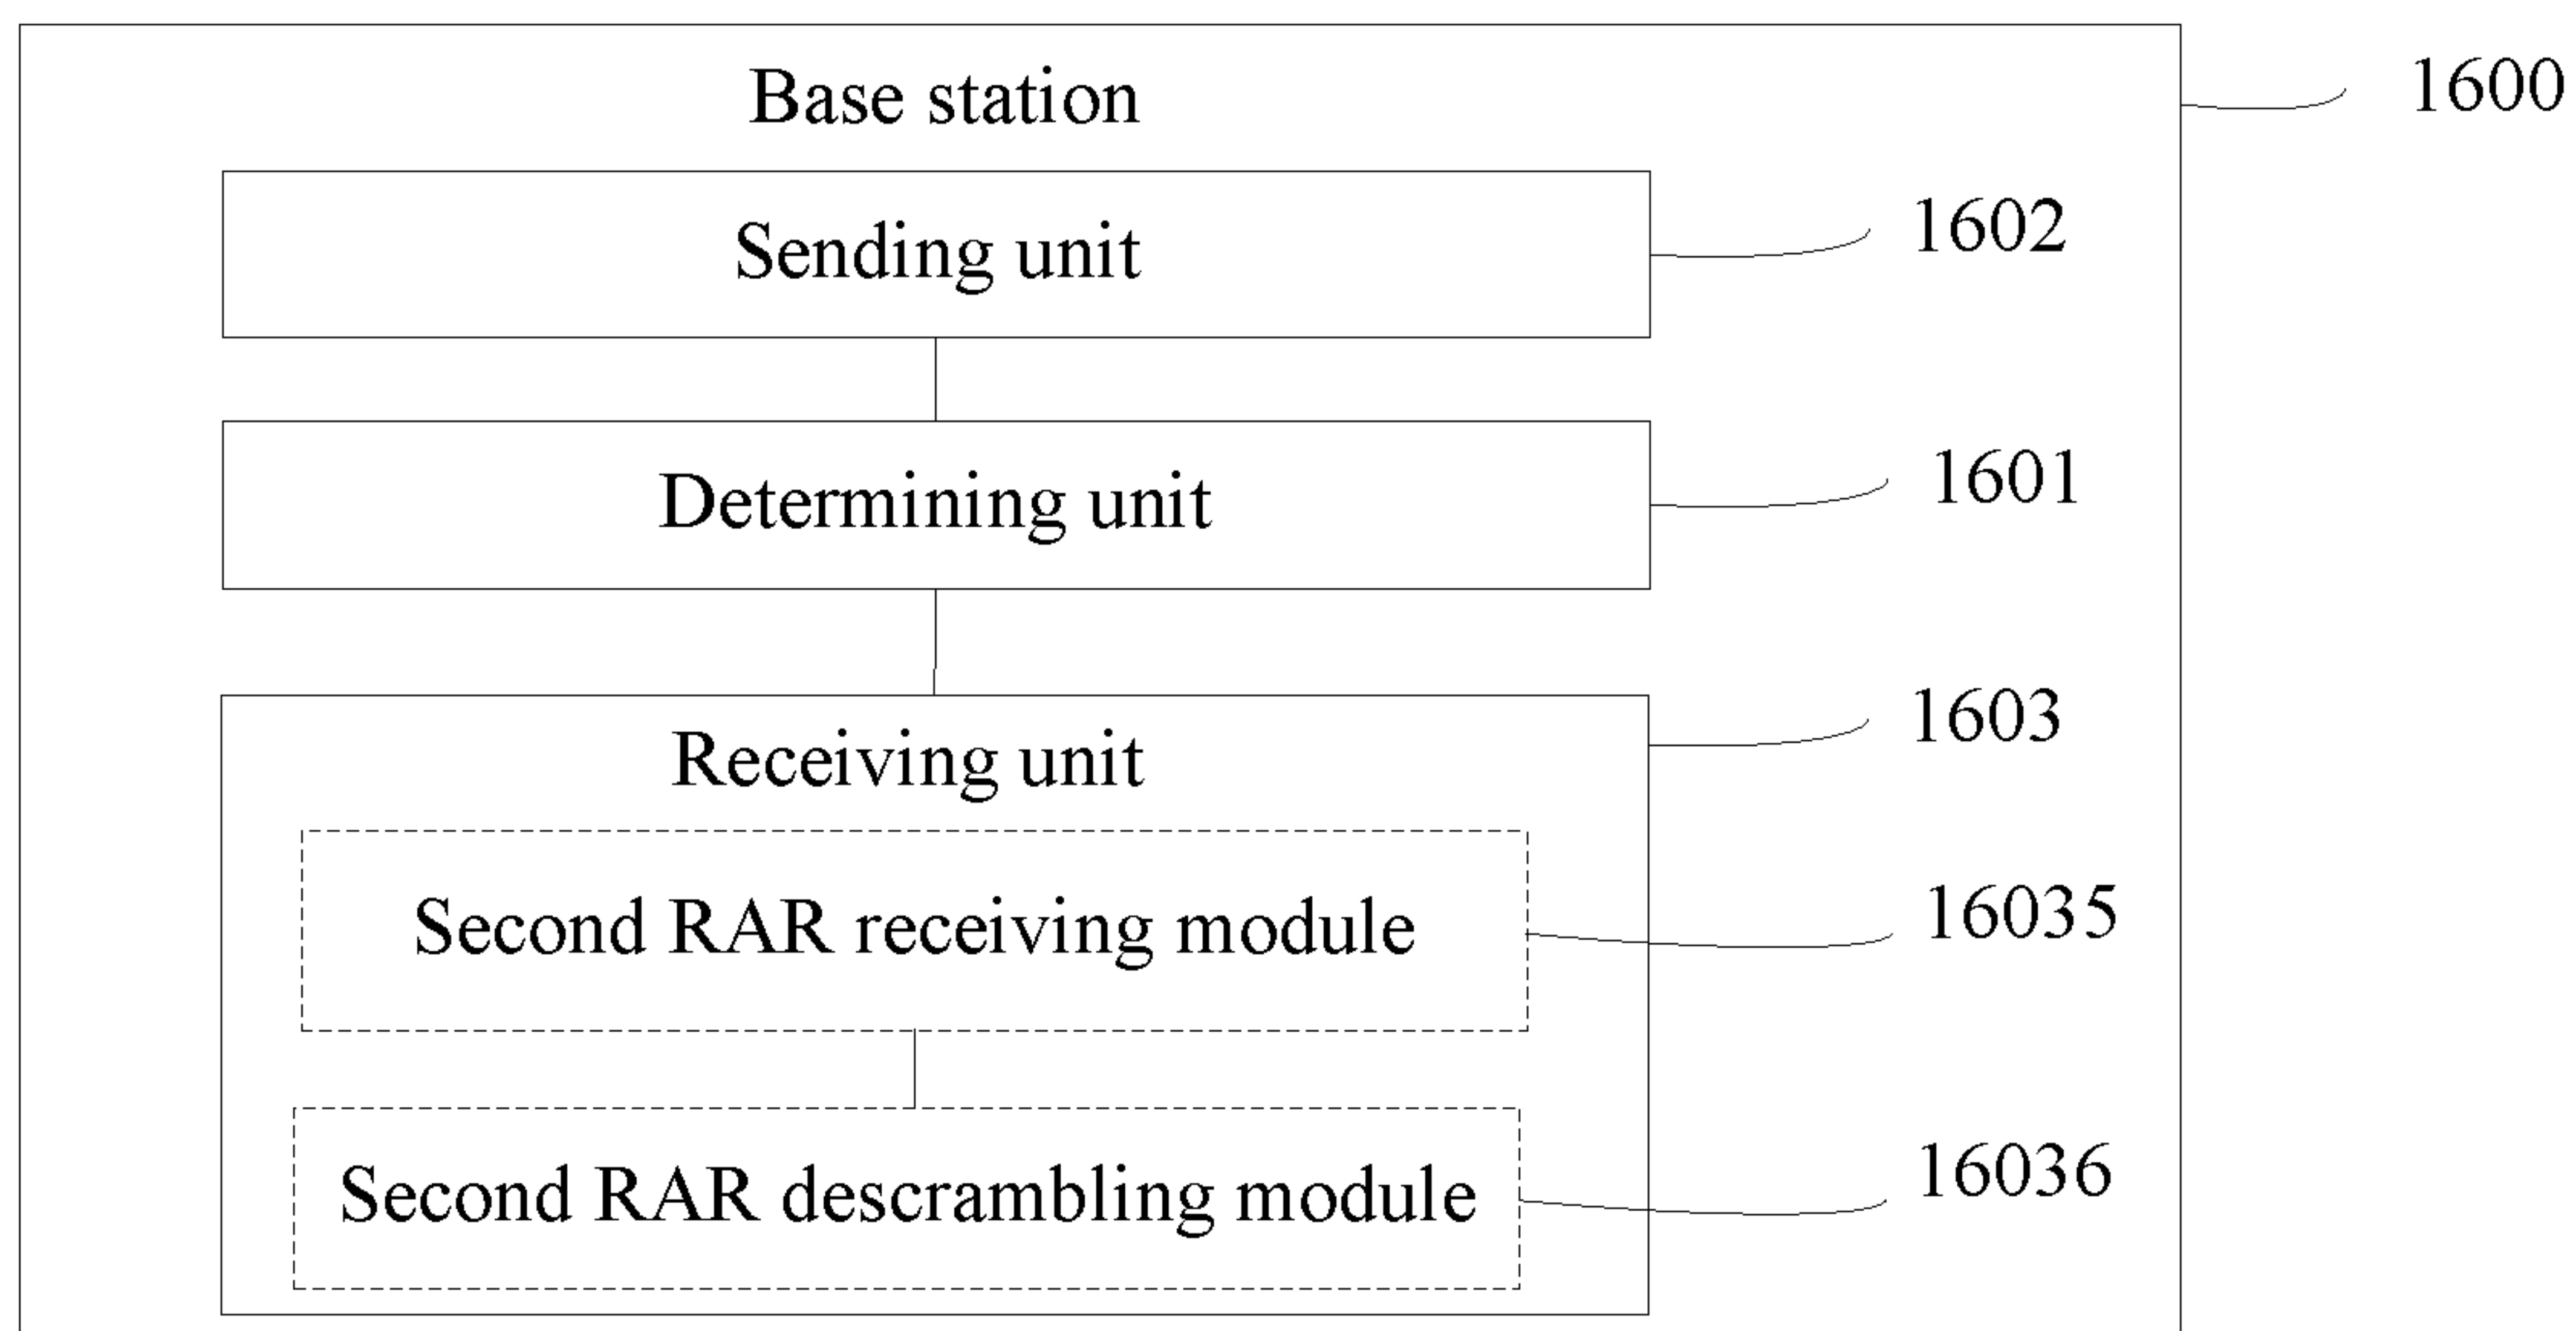 Base station
1600
Sending unit
1602
Determining unit
1601
Receiving unit
1603
Second RAR receiving module
16035
Second RAR descrambling module
16036